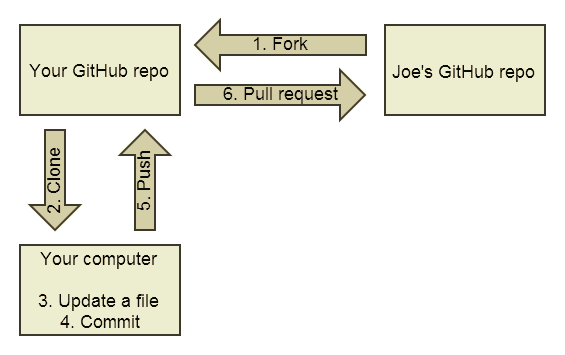 Your GitHub repo
1. Fork
Joe's GitHub repo
6. Pull request
2. Clone
5. Push
Your computer
3. Update a file
4. Commit